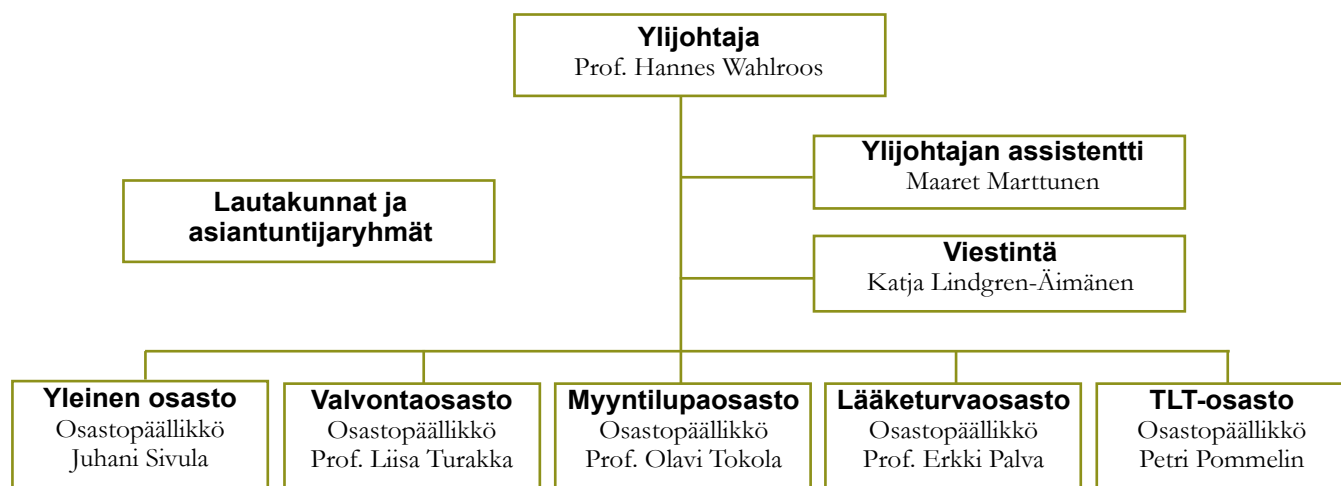 Ylijohtaja
Prof. Hannes Wahlroos
Ylijohtajan assistentti
Maaret Marttunen
Lautakunnat ja
asiantuntijaryhmät
Viestintä
Katja Lindgren-Äimänen
Yleinen osasto
Osastopäällikkö
Juhani Sivula
Valvontaosasto
Osastopäällikkö
Prof. Liisa Turakka
Myyntilupaosasto
Osastopäällikkö
Prof. Olavi Tokola
Lääketurvaosasto
Osastopäällikkö
Prof. Erkki Palva
TLT-osasto
Osastopäällikkö
Petri Pommelin